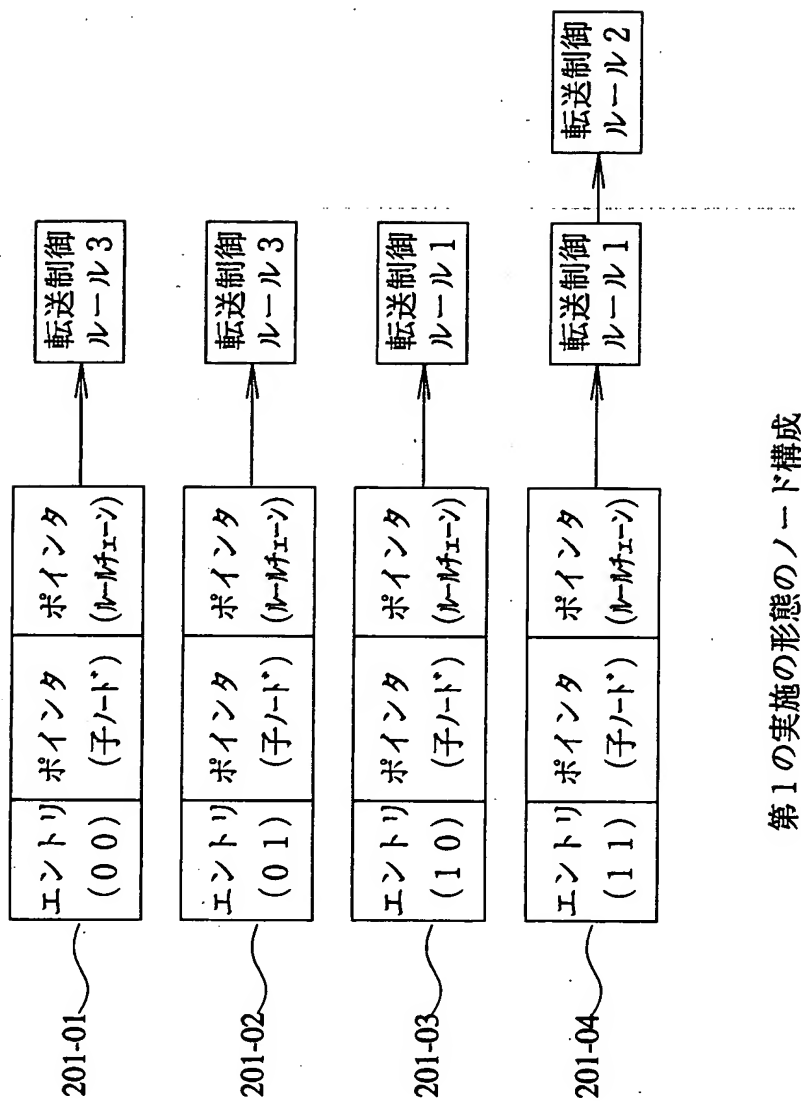 201-01
エントリ
(００)
ポインタ
(子ノード)
ポインタ
(ルールチェーン)
転送制御
ルール３
201-02
エントリ
(０１)
ポインタ
(子ノード)
ポインタ
(ルールチェーン)
転送制御
ルール３
201-03
エントリ
(１０)
ポインタ
(子ノード)
ポインタ
(ルールチェーン)
転送制御
ルール１
201-04
エントリ
(１１)
ポインタ
(子ノード)
ポインタ
(ルールチェーン)
転送制御
ルール１
転送制御
ルール２
第１の実施の形態のノード構成